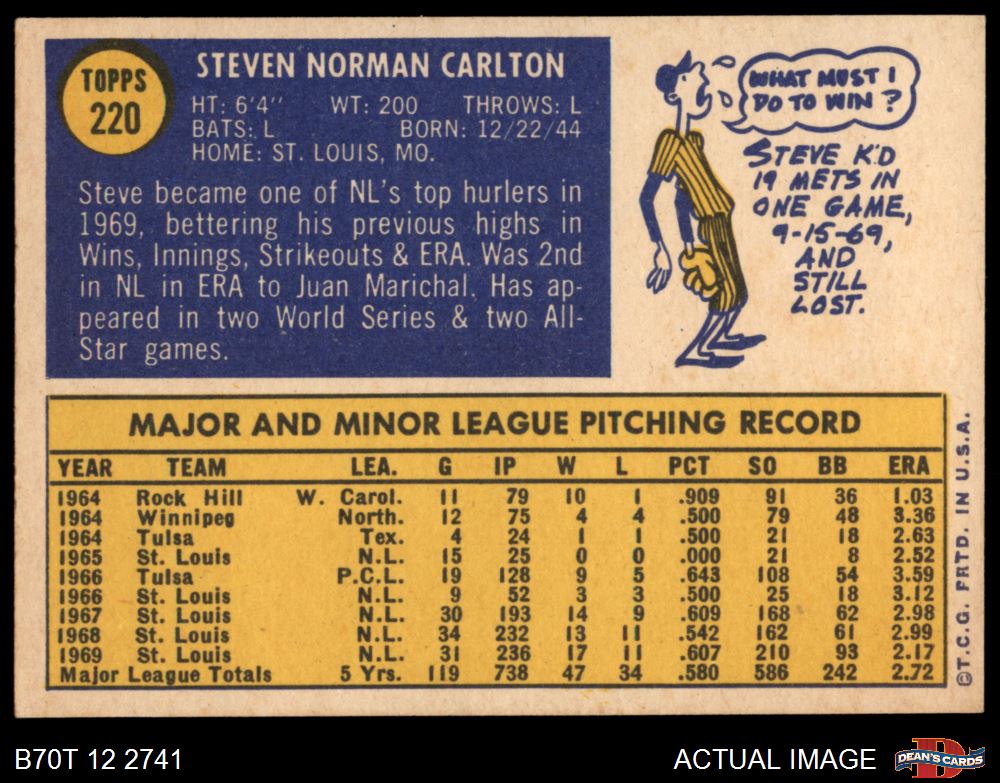 TOPPS
220
STEVEN NORMAN CARLTON
HT: 6'4" WT: 200 THROWS: L
BATS: L BORN: 12/22/44
HOME: ST. LOUIS, MO.
Steve became one of NL's top hurlers in
1969, bettering his previous highs in
Wins, Innings, Strikeouts & ERA. Was 2nd
in NL in ERA to Juan Marichal. Has ap-
peared in two World Series & two All-
Star games.
WHAT MUST I
DO TO WIN ?
STEVE K'D
19 METS IN
ONE GAME,
9-15-69,
AND
STILL
LOST.
MAJOR AND MINOR LEAGUE PITCHING RECORD
YEAR TEAM LEA. G IP W L PCT SO BB ERA
1964 Rock Hill W. Carol. 11 79 10 1 .909 91 36 1.03
1964 Winnipeg North. 12 75 4 4 .500 79 48 3.36
1964 Tulsa Tex. 4 24 1 1 .500 21 18 2.63
1965 St. Louis N.L. 15 25 0 0 .000 21 8 2.52
1966 Tulsa P.C.L. 19 128 9 5 .643 108 54 3.59
1966 St. Louis N.L. 9 52 3 3 .500 25 18 3.12
1967 St. Louis N.L. 30 193 14 9 .609 168 62 2.98
1968 St. Louis N.L. 34 232 13 11 .542 162 61 2.99
1969 St. Louis N.L. 31 236 17 11 .607 210 93 2.17
Major League Totals 5 Yrs. 119 738 47 34 .580 586 242 2.72
©T.C.G. PRTD. IN U.S.A.
B70T 12 2741
ACTUAL IMAGE
D
DEAN'S CARDS